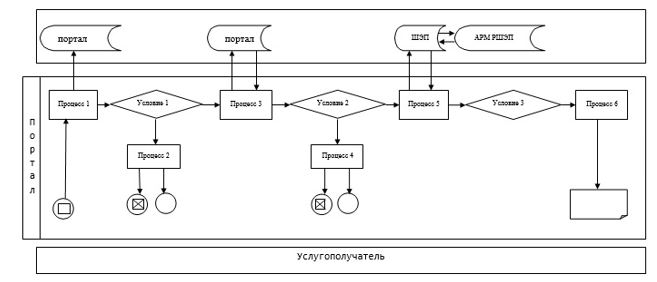 портал
портал
ШЭП
АРМ РШЭП
Портал
Процесс 1
Условие 1
Процесс 3
Условие 2
Процесс 5
Условие 3
Процесс 6
Процесс 2
Процесс 4
Услугополучатель